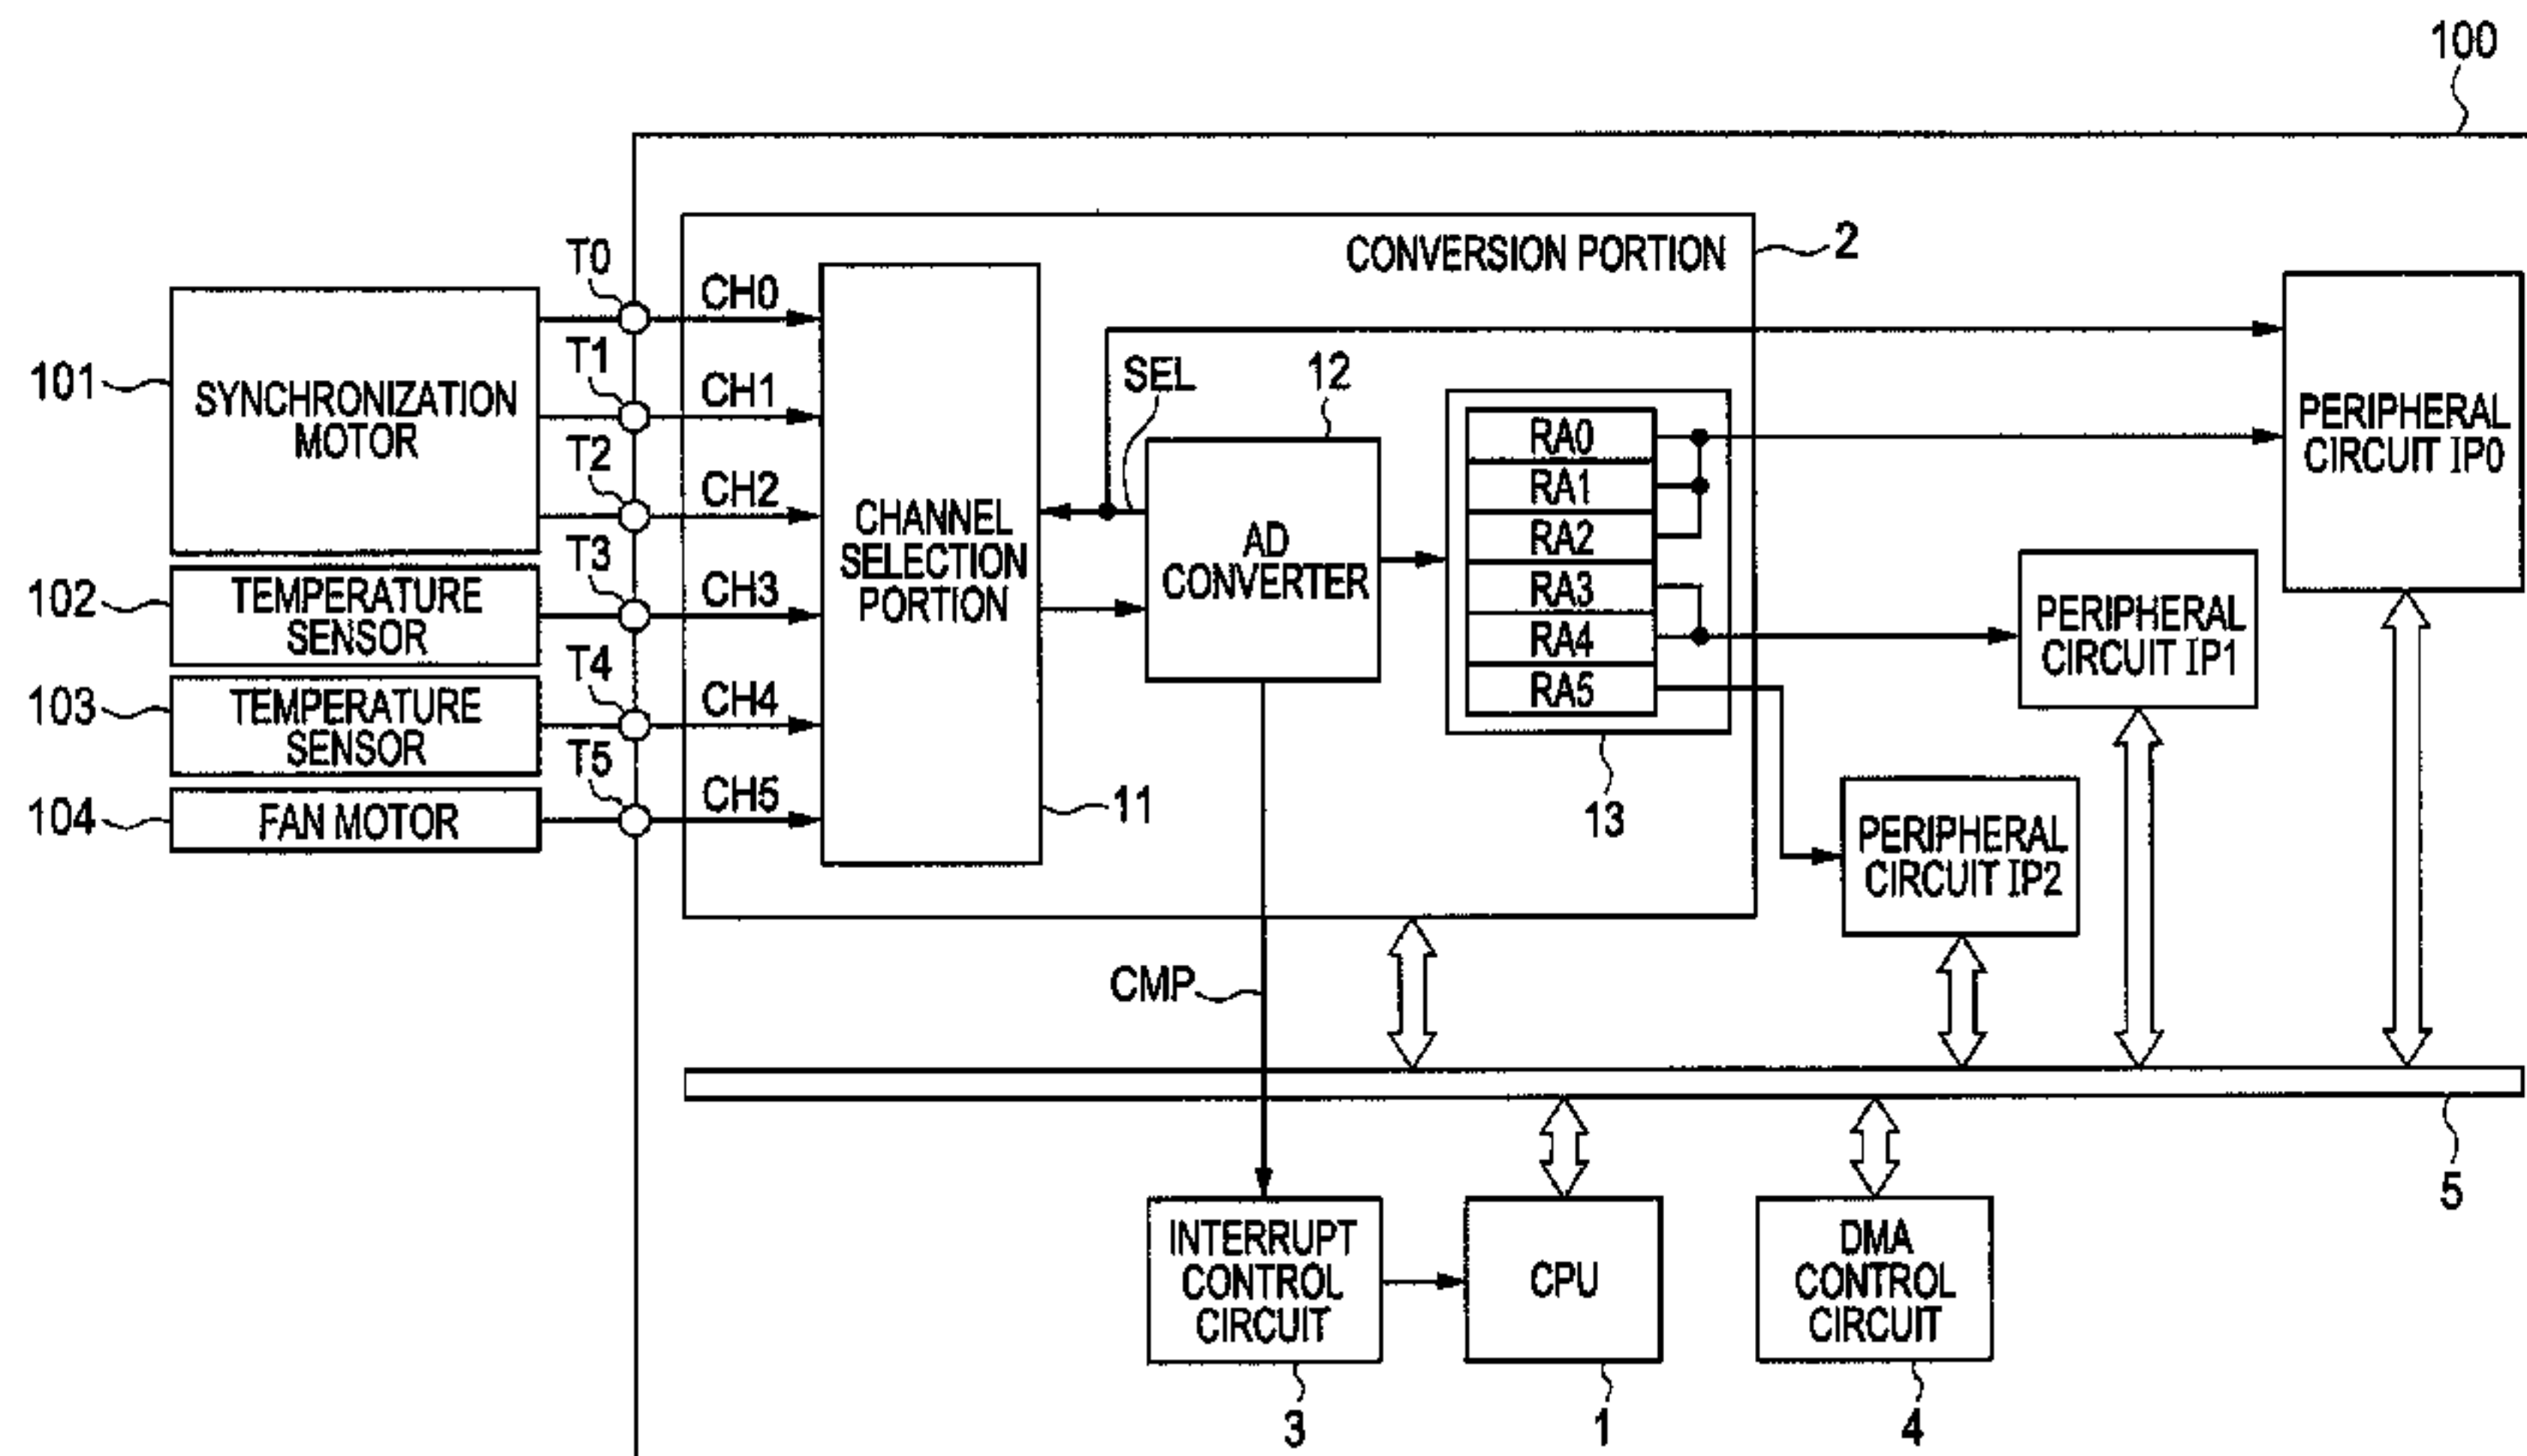 100
CONVERSION PORTION
2
T0
CH0
T1
CH1
T2
CH2
T3
CH3
T4
CH4
T5
CH5
101
SYNCHRONIZATION
MOTOR
102
TEMPERATURE
SENSOR
103
TEMPERATURE
SENSOR
104
FAN MOTOR
CHANNEL
SELECTION
PORTION
11
SEL
12
AD
CONVERTER
RA0
RA1
RA2
RA3
RA4
RA5
13
PERIPHERAL
CIRCUIT IP0
PERIPHERAL
CIRCUIT IP1
PERIPHERAL
CIRCUIT IP2
CMP
5
INTERRUPT
CONTROL
CIRCUIT
3
CPU
1
DMA
CONTROL
CIRCUIT
4